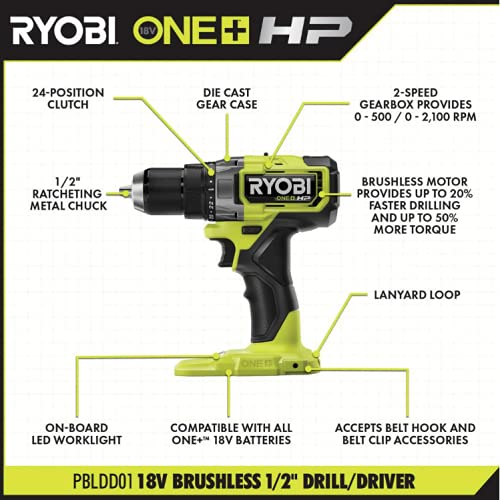 RYOBI. 18V ONE+ HP
24-POSITION
CLUTCH
DIE CAST
GEAR CASE
2-SPEED
GEARBOX PROVIDES
0 - 500 / 0 - 2,100 RPM
1/2"
RATCHETING
METAL CHUCK
RYOBI
ONE+ HP
BRUSHLESS MOTOR
PROVIDES UP TO 20%
FASTER DRILLING
AND UP TO 50%
MORE TORQUE
LANYARD LOOP
ONE+
ON-BOARD
LED WORKLIGHT
COMPATIBLE WITH ALL
ONE+™ 18V BATTERIES
ACCEPTS BELT HOOK AND
BELT CLIP ACCESSORIES
PBLDD01 18V BRUSHLESS 1/2" DRILL/DRIVER